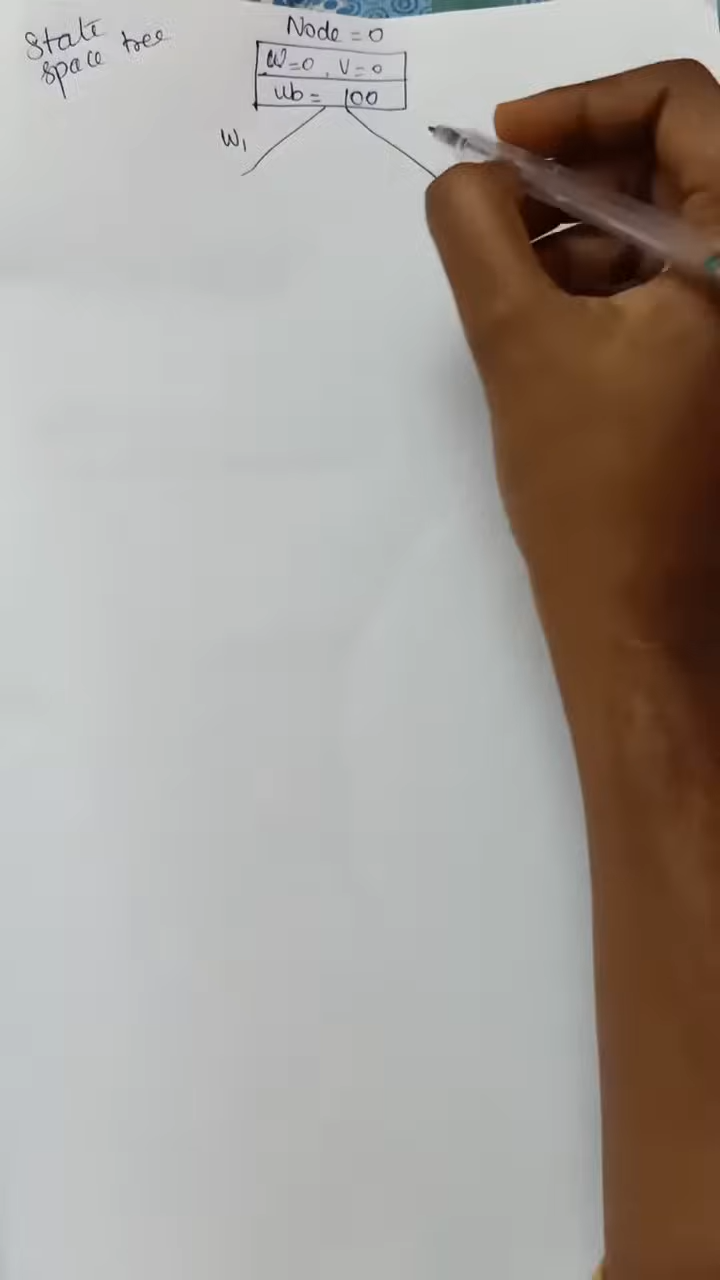 State
space tree
Node = 0
W=0, V=0
ub= 100
W1